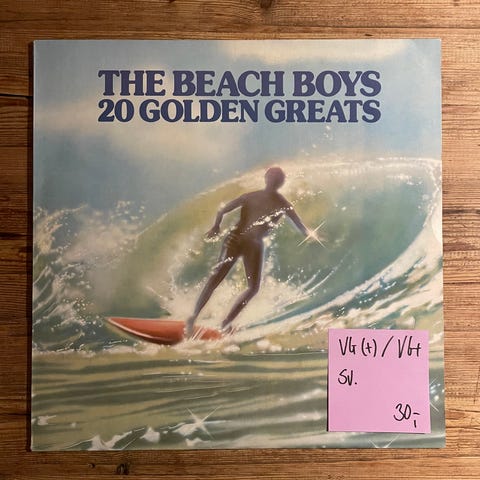 THE BEACH BOYS
20 GOLDEN GREATS
VG (+) / VG+
SV.
30,-